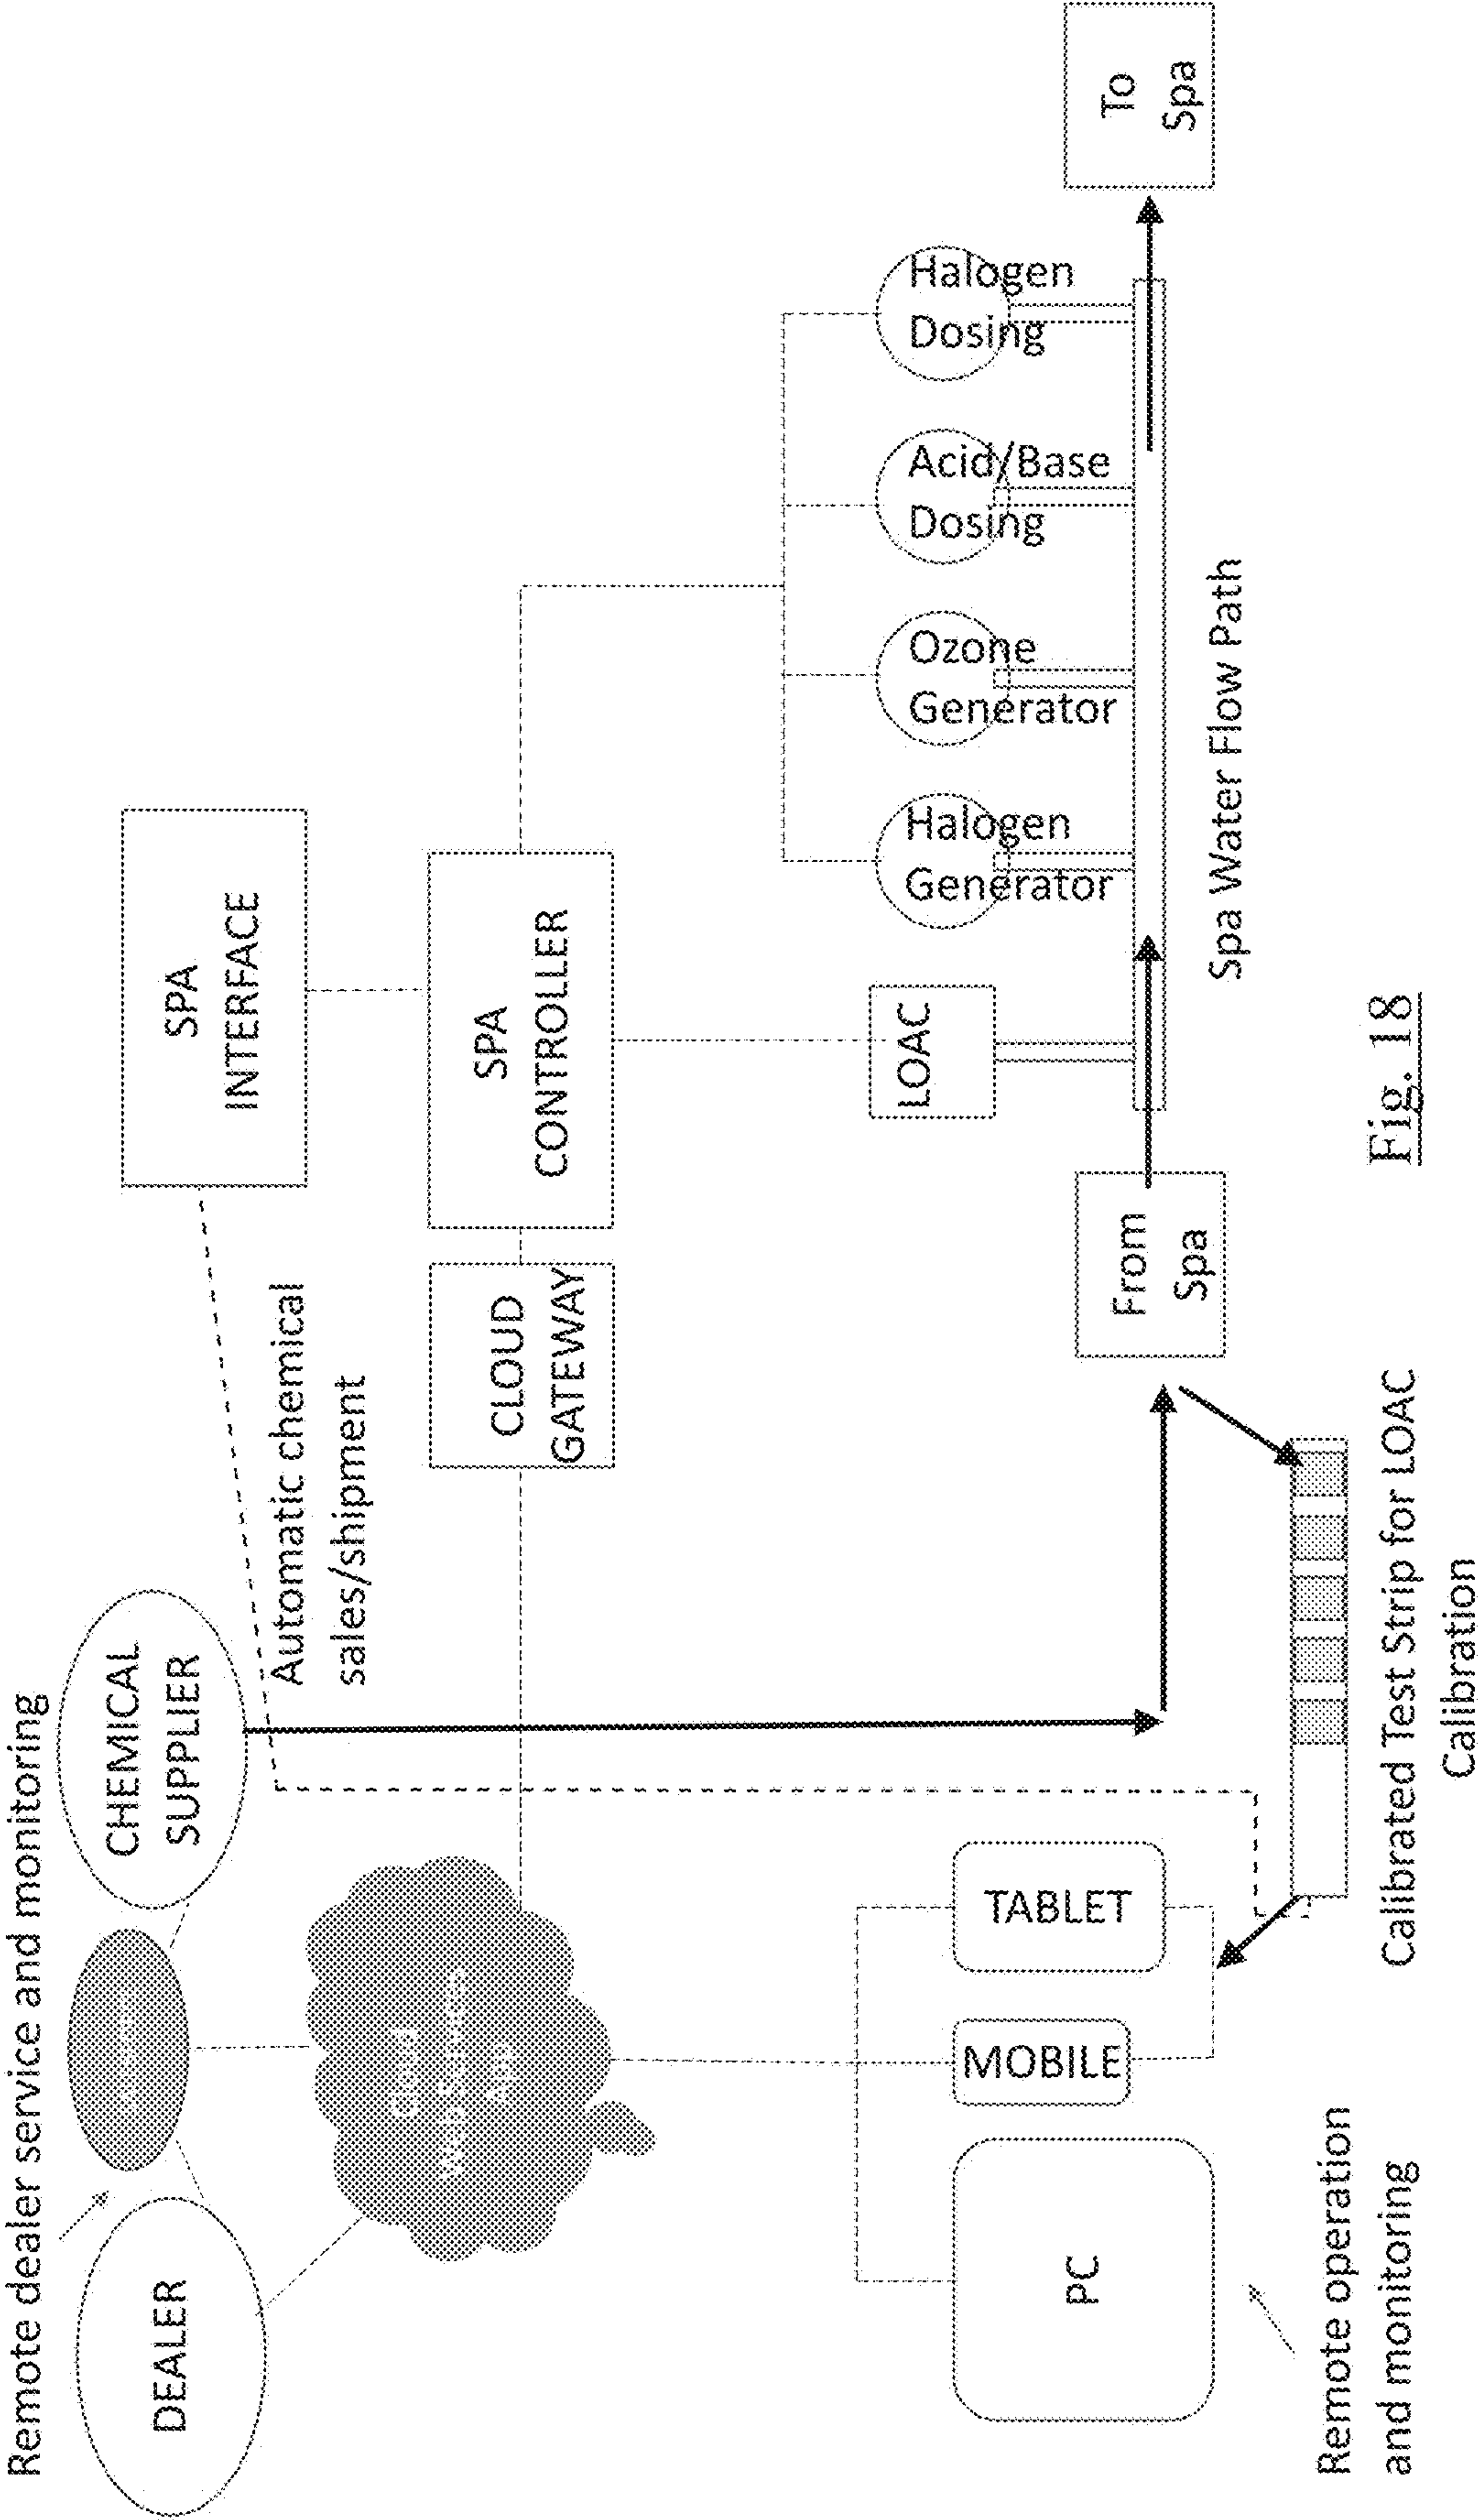 Remote dealer service and monitoring
DEALER
CHEMICAL
SUPPLIER
Automatic chemical
sales/shipment
SPA
INTERFACE
CLOUD
GATEWAY
SPA
CONTROLLER
PC
MOBILE
TABLET
LOAC
Halogen
Generator
Ozone
Generator
Acid/Base
Dosing
Halogen
Dosing
From
Spa
To
Spa
Spa Water Flow Path
Remote operation
and monitoring
Calibrated Test Strip for LOAC
Calibration
Fig. 18